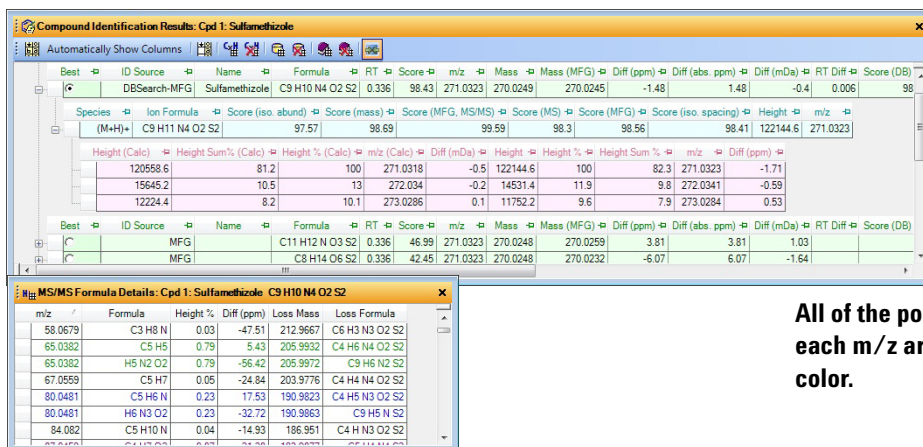 Compound Identification Results: Cpd 1: Sulfamethizole
Automatically Show Columns
Best ID Source Name Formula RT Score m/z Mass Mass (MFG) Diff (ppm) Diff (abs. ppm) Diff (mDa) RT Diff Score (DB)
DBSearch-MFG Sulfamethizole C9 H10 N4 O2 S2 0.336 98.43 271.0323 270.0249 270.0245 -1.48 1.48 -0.4 0.006 98
Species Ion Formula Score (iso. abund) Score (mass) Score (MFG, MS/MS) Score (MS) Score (MFG) Score (iso. spacing) Height m/z
(M+H)+ C9 H11 N4 O2 S2 97.57 98.69 99.59 98.3 98.56 98.41 122144.6 271.0323
Height (Calc) Height Sum% (Calc) Height % (Calc) m/z (Calc) Diff (mDa) Height Height % Height Sum % m/z Diff (ppm)
120558.6 81.2 100 271.0318 -0.5 122144.6 100 82.3 271.0323 -1.71
15645.2 10.5 13 272.034 -0.2 14531.4 11.9 9.8 272.0341 -0.59
12224.4 8.2 10.1 273.0286 0.1 11752.2 9.6 7.9 273.0284 0.53
Best ID Source Name Formula RT Score m/z Mass Mass (MFG) Diff (ppm) Diff (abs. ppm) Diff (mDa) RT Diff Score (DB)
MFG C11 H12 N O3 S2 0.336 46.99 271.0323 270.0248 270.0259 3.81 3.81 1.03
MFG C8 H14 O6 S2 0.336 42.45 271.0323 270.0248 270.0232 -6.07 6.07 -1.64
MS/MS Formula Details: Cpd 1: Sulfamethizole C9 H10 N4 O2 S2
m/z Formula Height % Diff (ppm) Loss Mass Loss Formula
58.0679 C3 H8 N 0.03 -47.51 212.9667 C6 H3 N3 O2 S2
65.0382 C5 H5 0.79 5.43 205.9932 C4 H6 N4 O2 S2
65.0382 H5 N2 O2 0.79 -56.42 205.9972 C9 H6 N2 S2
67.0559 C5 H7 0.05 -24.84 203.9776 C4 H4 N4 O2 S2
80.0481 C5 H6 N 0.23 17.53 190.9823 C4 H5 N3 O2 S2
80.0481 H6 N3 O2 0.23 -32.72 190.9863 C9 H5 N S2
84.082 C5 H10 N 0.04 -14.93 186.951 C4 H N3 O2 S2
All of the po
each m/z ar
color.